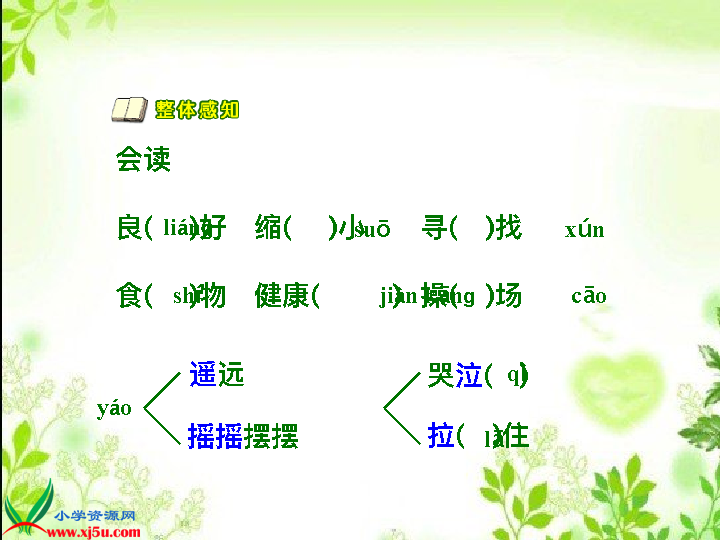 整体感知
会读
良( liáng )好 缩( )小 suō 寻( )找 xún
食( shí )物 健康( jiàn kāng ) 操( )场 cāo
遥远 哭泣( qì )
yáo
摇摇摆摆 拉( lā )住
小学资源网
www.xj5u.com